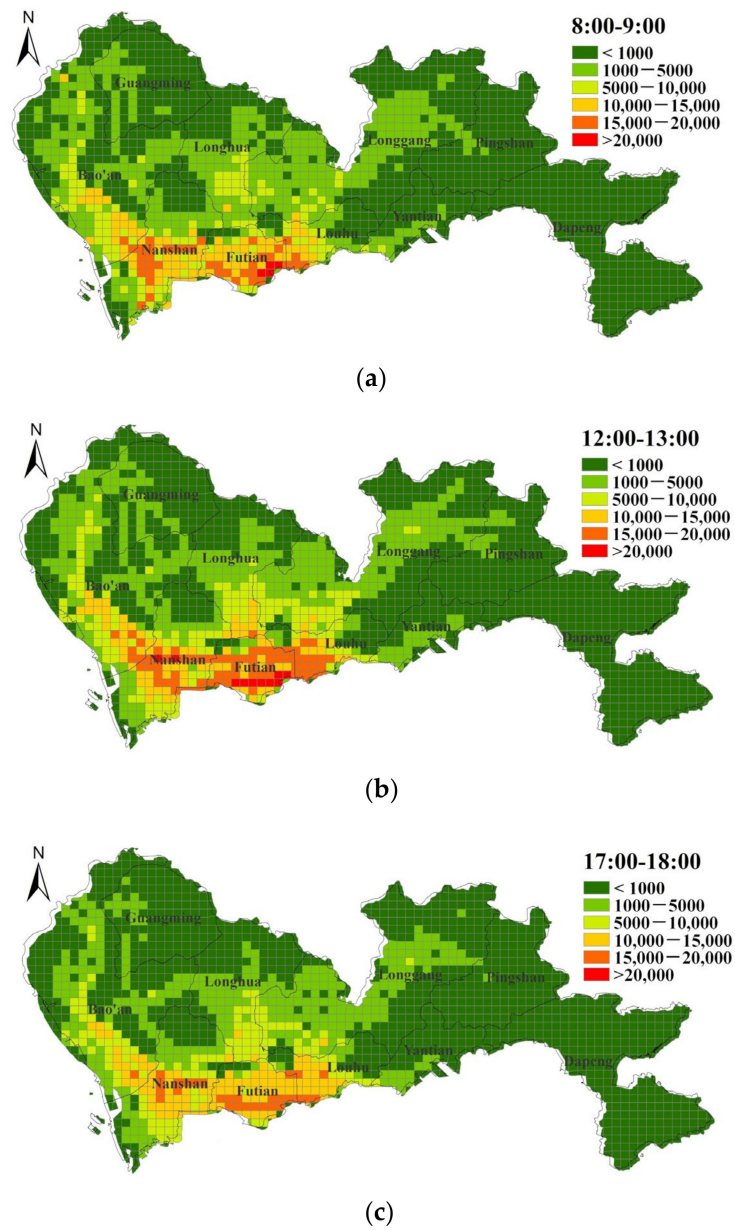 N
8:00-9:00
< 1000
1000−5000
5000−10,000
10,000−15,000
15,000−20,000
>20,000
Guangming
Longhua
Longgang
Pingshan
Bao'an
Yantian
Dapeng
Louhu
Nanshan
Futian
(a)
N
12:00-13:00
< 1000
1000−5000
5000−10,000
10,000−15,000
15,000−20,000
>20,000
Guangming
Longhua
Longgang
Pingshan
Bao'an
Yantian
Dapeng
Louhu
Nanshan
Futian
(b)
N
17:00-18:00
< 1000
1000−5000
5000−10,000
10,000−15,000
15,000−20,000
>20,000
Guangming
Longhua
Longgang
Pingshan
Bao'an
Yantian
Dapeng
Louhu
Nanshan
Futian
(c)